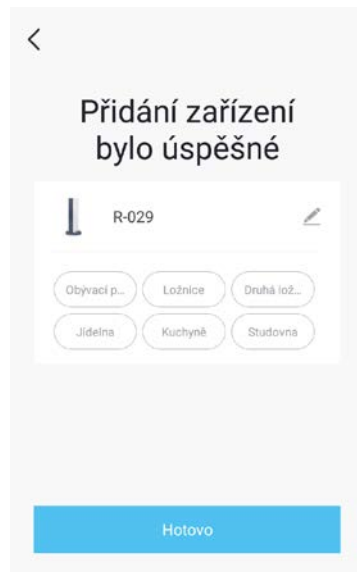 Přidání zařízení
bylo úspěšné
R-029
Obývací p...
Ložnice
Druhá lož...
Jídelna
Kuchyně
Studovna
Hotovo